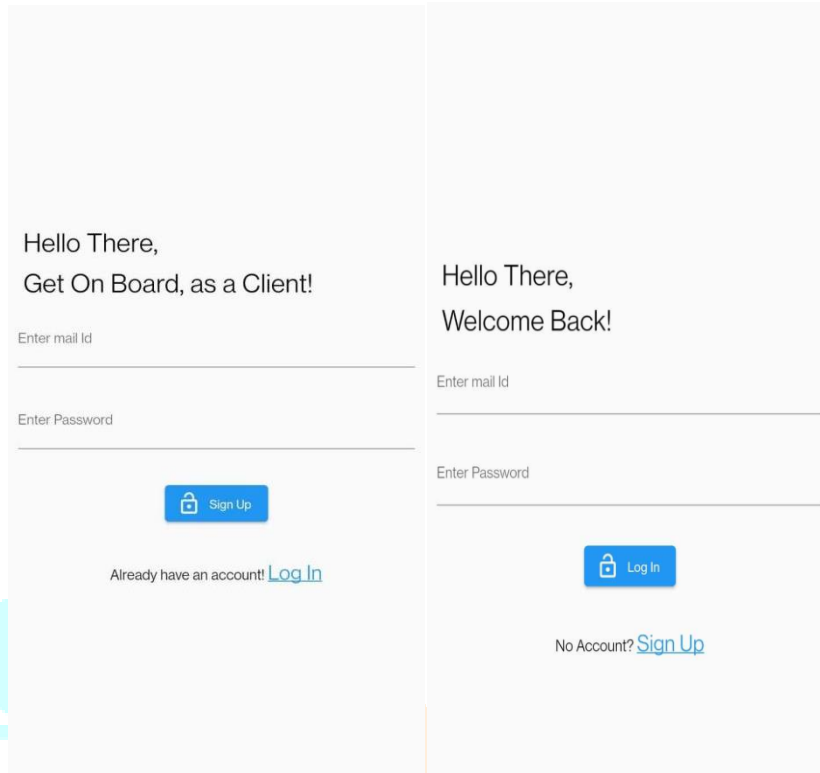 Hello There,
Get On Board, as a Client!
Enter mail Id
Enter Password
Sign Up
Already have an account! Log In
Hello There,
Welcome Back!
Enter mail Id
Enter Password
Log In
No Account? Sign Up